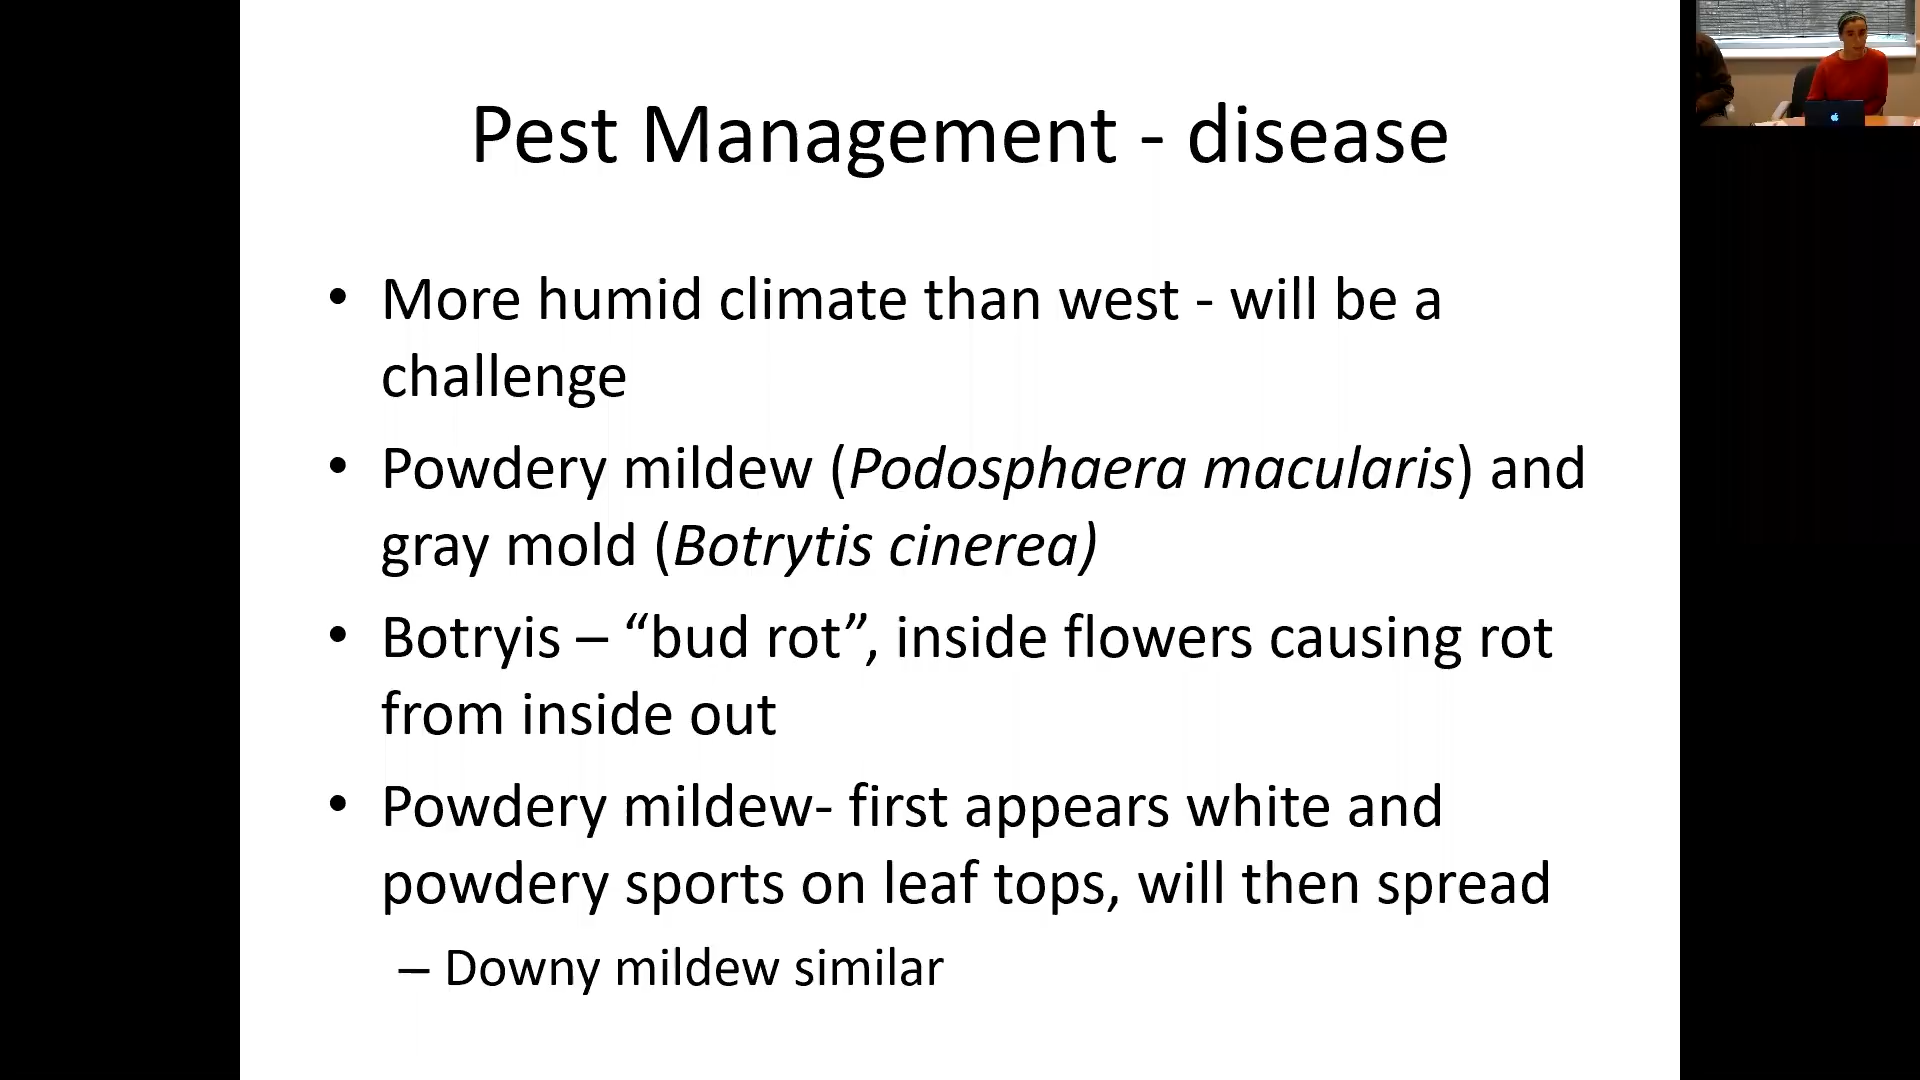 Pest Management - disease
• More humid climate than west - will be a
challenge
• Powdery mildew (Podosphaera macularis) and
gray mold (Botrytis cinerea)
• Botryis – “bud rot”, inside flowers causing rot
from inside out
• Powdery mildew- first appears white and
powdery sports on leaf tops, will then spread
– Downy mildew similar